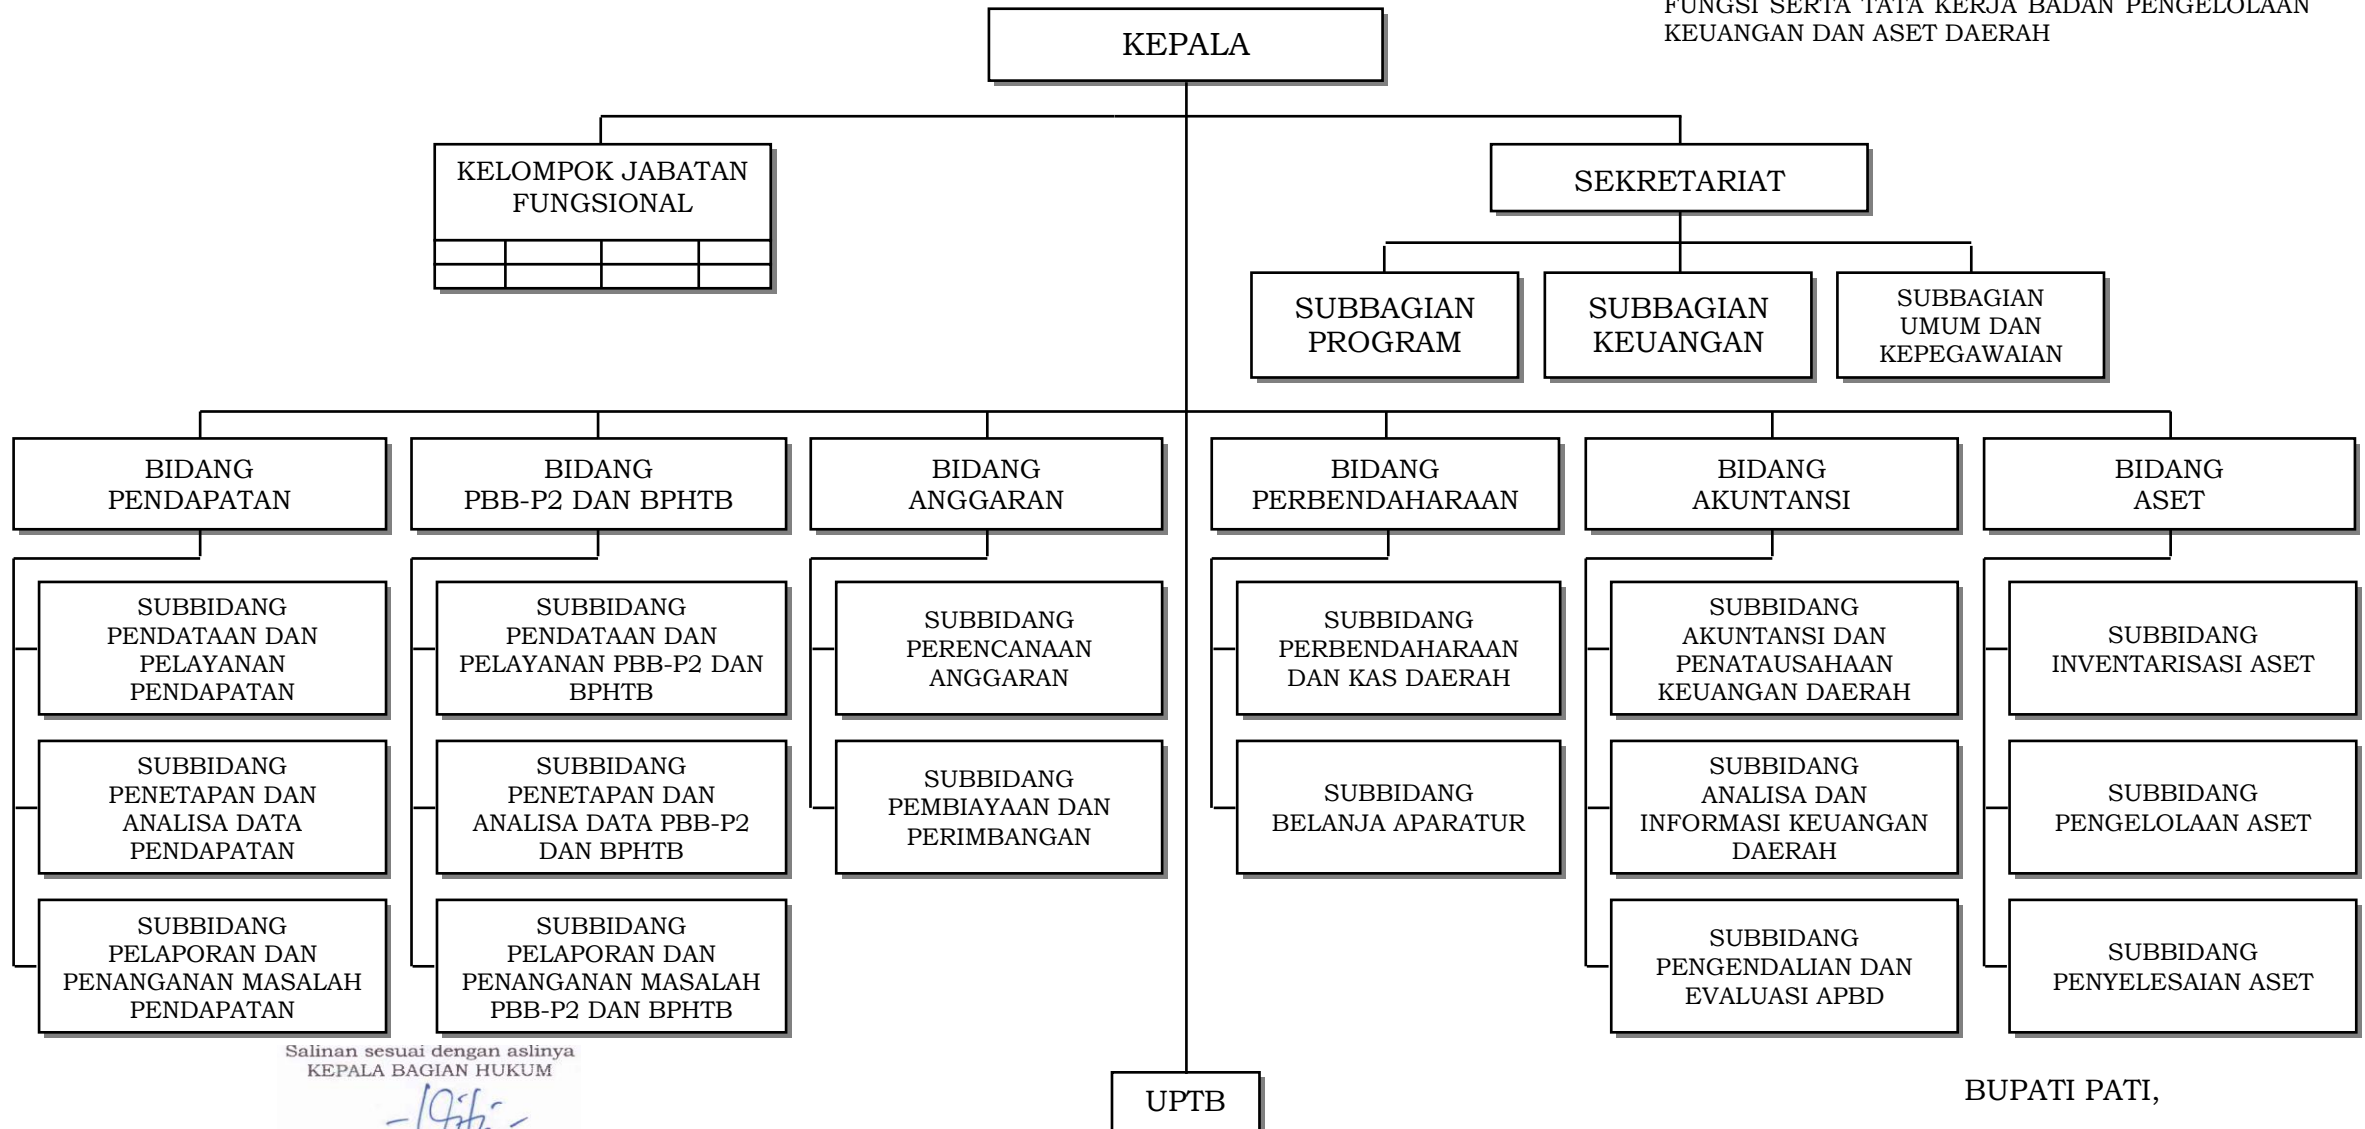 FUNGSI SERTA TATA KERJA BADAN PENGELOLAAN
KEUANGAN DAN ASET DAERAH
KEPALA
KELOMPOK JABATAN
FUNGSIONAL
SEKRETARIAT
SUBBAGIAN
PROGRAM
SUBBAGIAN
KEUANGAN
SUBBAGIAN
UMUM DAN
KEPEGAWAIAN
BIDANG
PENDAPATAN
BIDANG
PBB-P2 DAN BPHTB
BIDANG
ANGGARAN
BIDANG
PERBENDAHARAAN
BIDANG
AKUNTANSI
BIDANG
ASET
SUBBIDANG
PENDATAAN DAN
PELAYANAN
PENDAPATAN
SUBBIDANG
PENDATAAN DAN
PELAYANAN PBB-P2 DAN
BPHTB
SUBBIDANG
PERENCANAAN
ANGGARAN
SUBBIDANG
PERBENDAHARAAN
DAN KAS DAERAH
SUBBIDANG
AKUNTANSI DAN
PENATAUSAHAAN
KEUANGAN DAERAH
SUBBIDANG
INVENTARISASI ASET
SUBBIDANG
PENETAPAN DAN
ANALISA DATA
PENDAPATAN
SUBBIDANG
PENETAPAN DAN
ANALISA DATA PBB-P2
DAN BPHTB
SUBBIDANG
PEMBIAYAAN DAN
PERIMBANGAN
SUBBIDANG
BELANJA APARATUR
SUBBIDANG
ANALISA DAN
INFORMASI KEUANGAN
DAERAH
SUBBIDANG
PENGELOLAAN ASET
SUBBIDANG
PELAPORAN DAN
PENANGANAN MASALAH
PENDAPATAN
SUBBIDANG
PELAPORAN DAN
PENANGANAN MASALAH
PBB-P2 DAN BPHTB
SUBBIDANG
PENGENDALIAN DAN
EVALUASI APBD
SUBBIDANG
PENYELESAIAN ASET
Salinan sesuai dengan aslinya
KEPALA BAGIAN HUKUM
UPTB
BUPATI PATI,